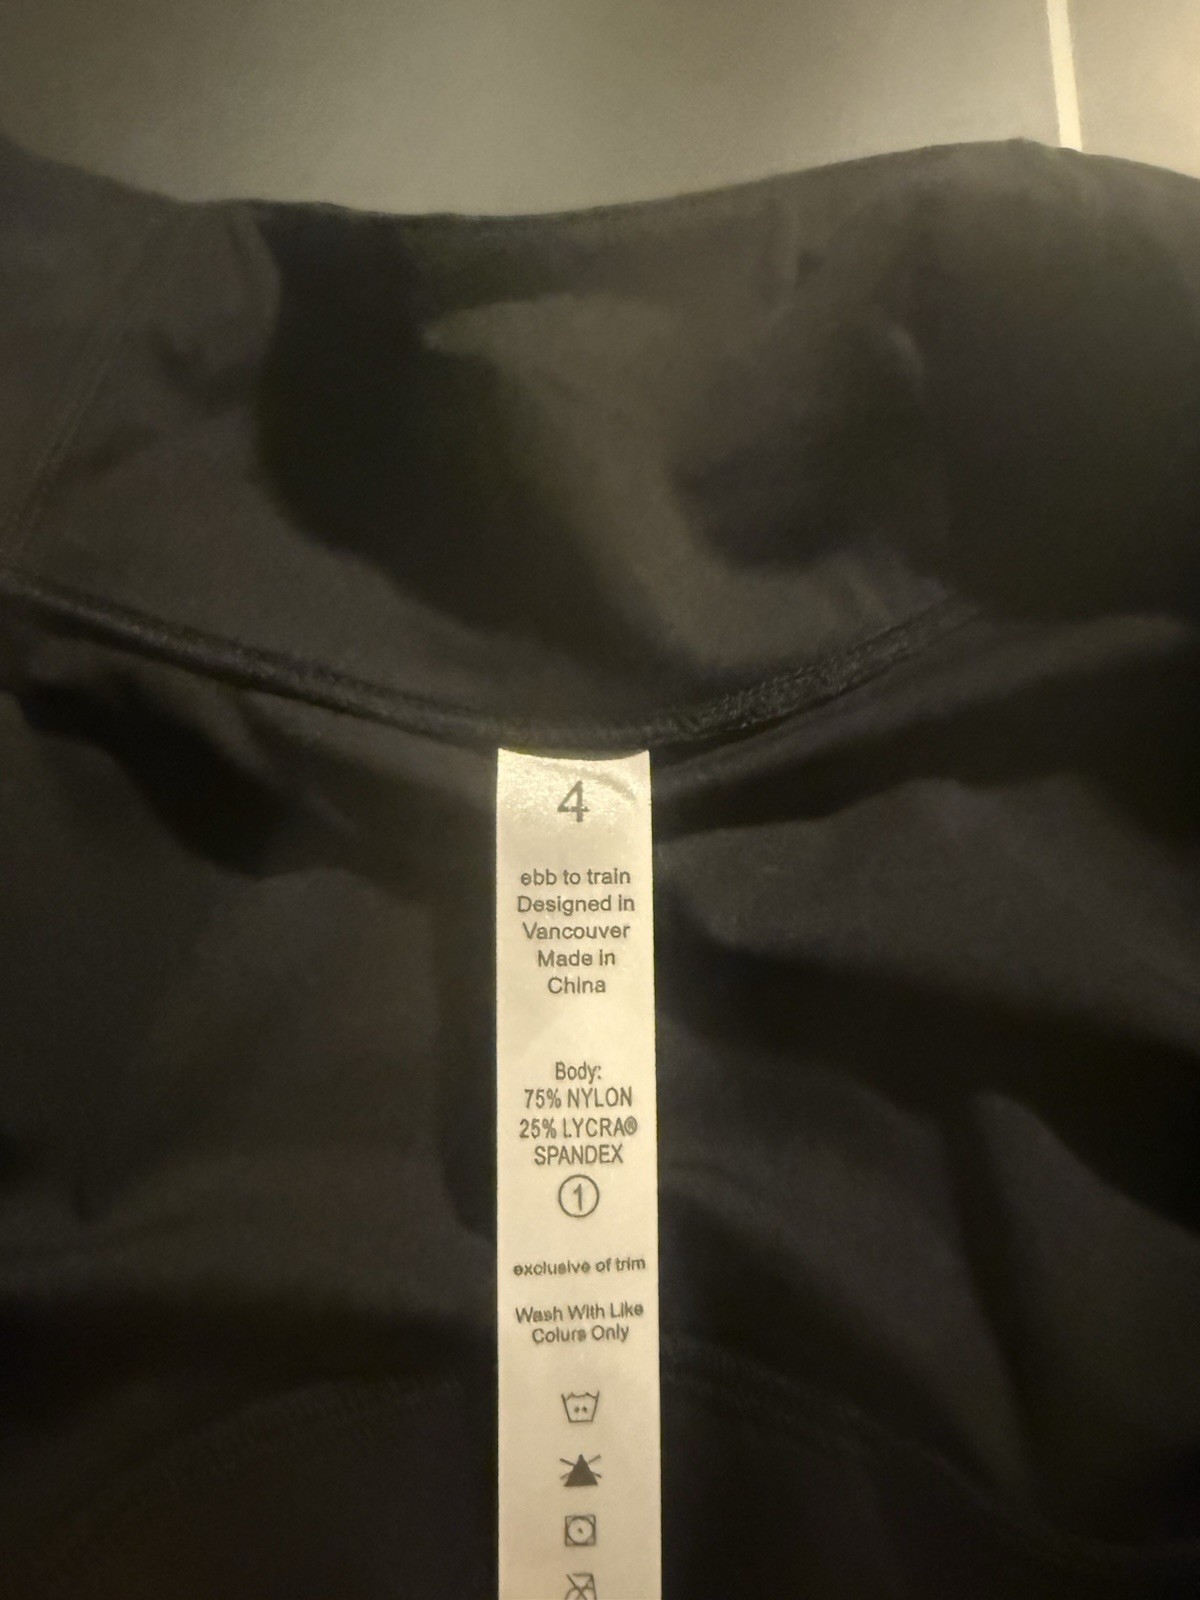 4
ebb to train
Designed in
Vancouver
Made in
China
Body:
75% NYLON
25% LYCRA®
SPANDEX
①
exclusive of trim
Wash With Like
Colurs Only